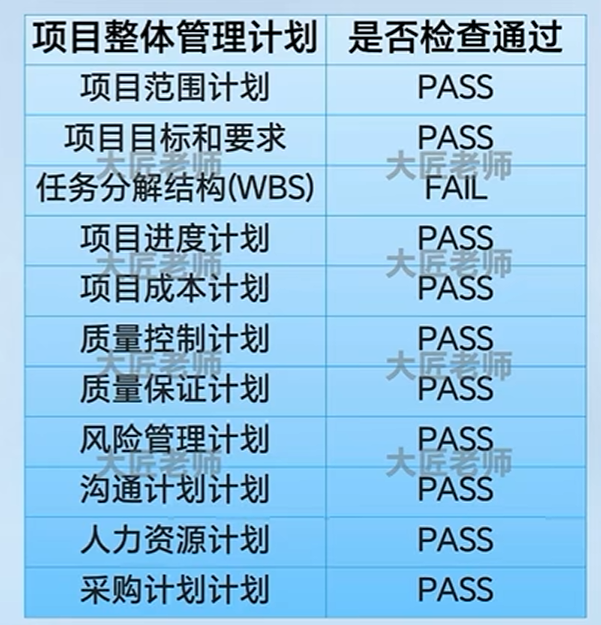 项目整体管理计划 是否检查通过
项目范围计划 PASS
项目目标和要求 PASS
大匠老师 大匠老师
任务分解结构(WBS) FAIL
项目进度计划 PASS
大匠老师 大匠老师
项目成本计划 PASS
质量控制计划 PASS
大匠老师 大匠老师
质量保证计划 PASS
风险管理计划 PASS
大匠老师 大匠老师
沟通计划计划 PASS
人力资源计划 PASS
采购计划计划 PASS